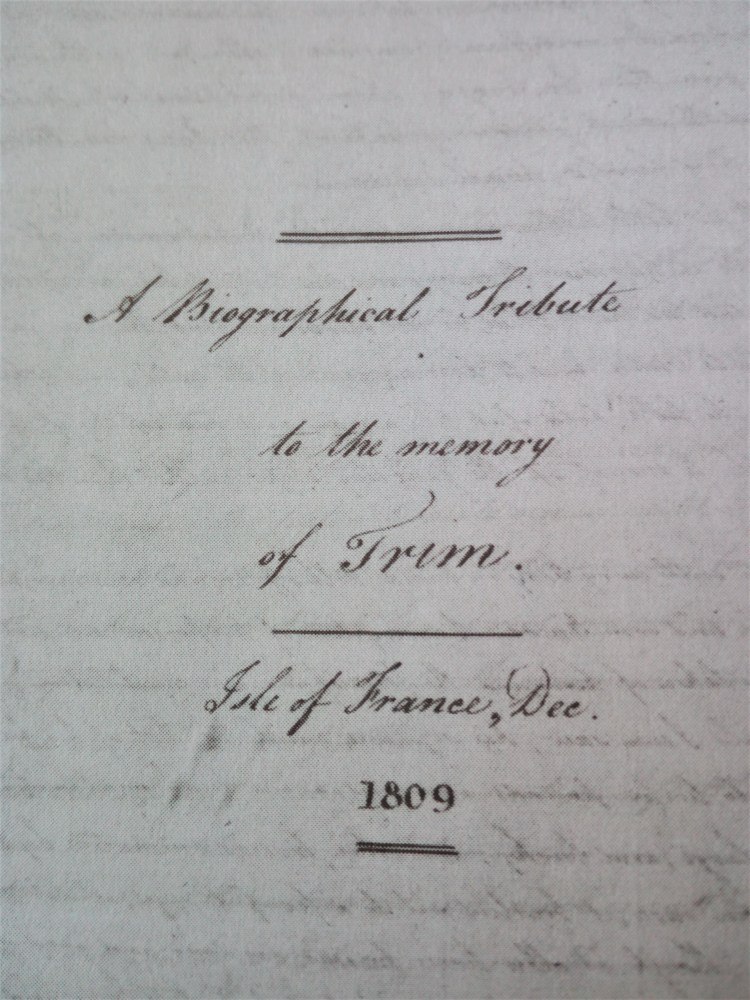 A Biographical Tribute
to the memory
of Trim.
Isle of France, Dec.
1809